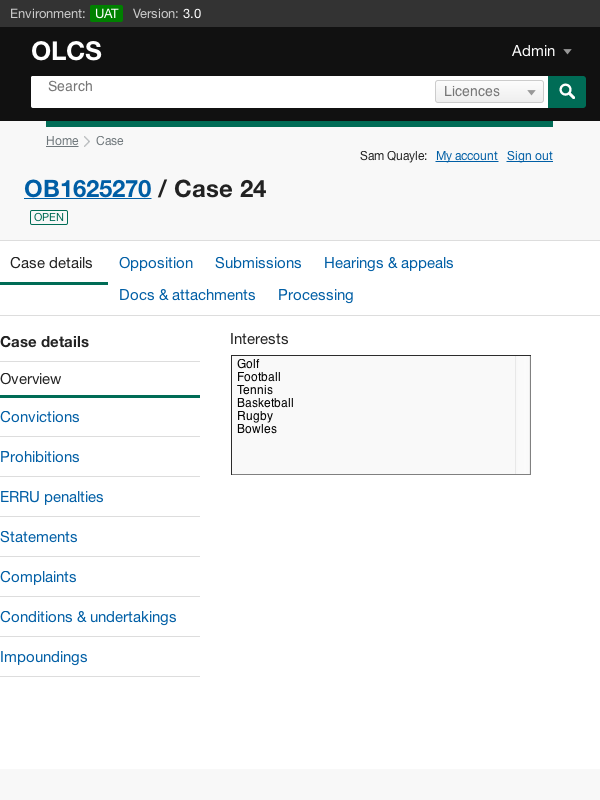 Environment: UAT Version: 3.0
OLCS
Admin
Search
Licences
Home Case
Sam Quayle: My account Sign out
OB1625270 / Case 24
OPEN
Case details Opposition Submissions Hearings & appeals
Docs & attachments Processing
Case details
Overview
Convictions
Prohibitions
ERRU penalties
Statements
Complaints
Conditions & undertakings
Impoundings
Interests
Golf
Football
Tennis
Basketball
Rugby
Bowles